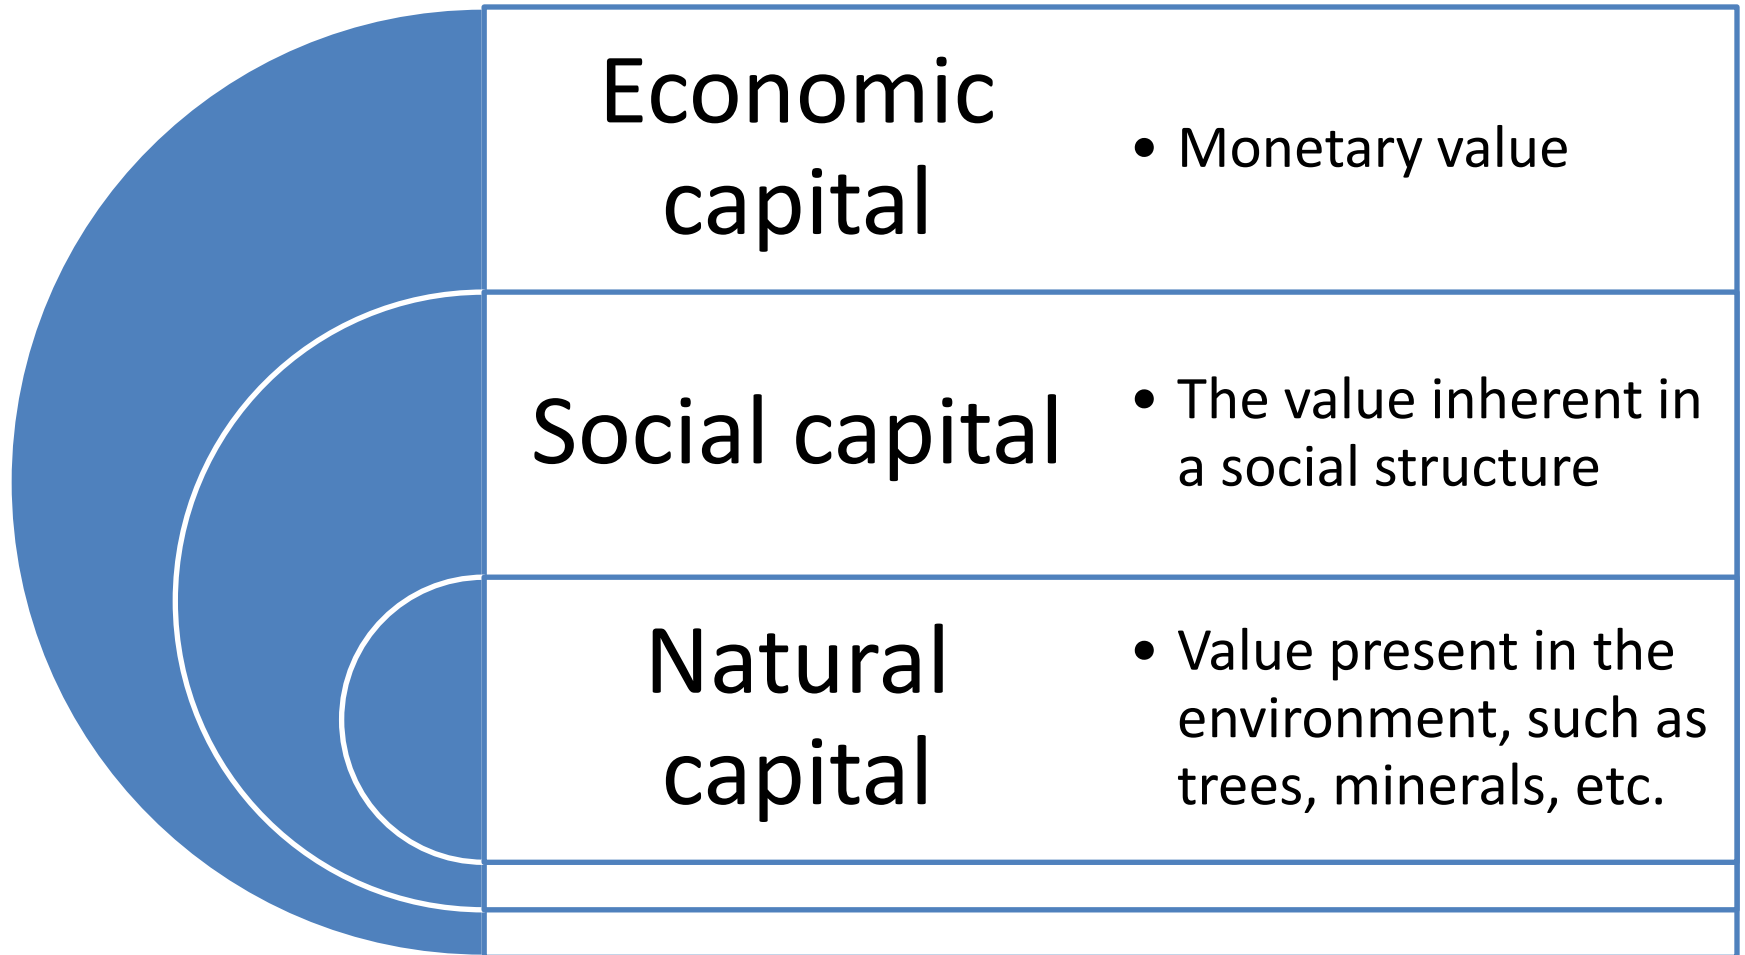 Economic
capital
• Monetary value
Social capital
• The value inherent in
a social structure
Natural
capital
• Value present in the
environment, such as
trees, minerals, etc.